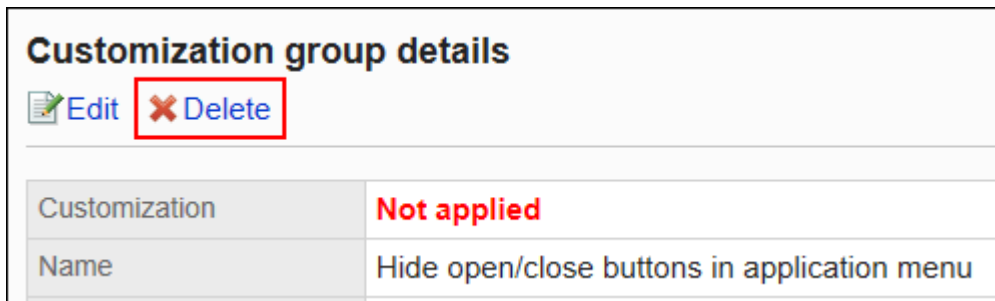 Customization group details
Edit Delete
Customization Not applied
Name Hide open/close buttons in application menu